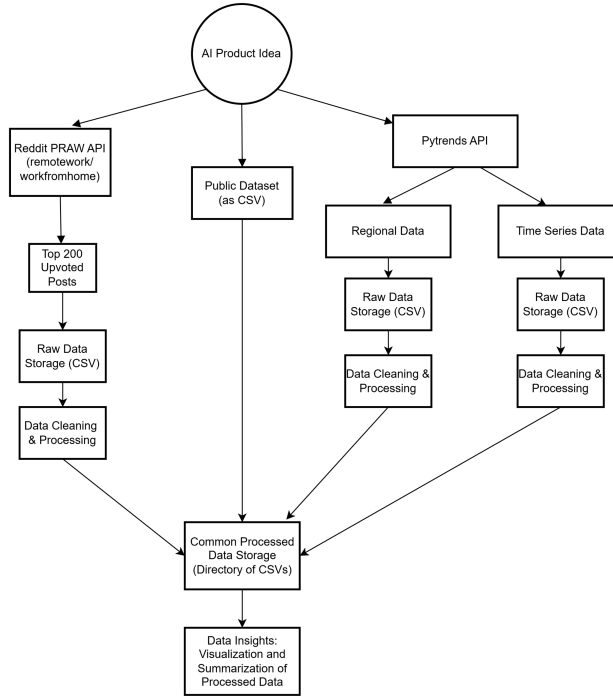 AI Product Idea
Reddit PRAW API
(remotework/
workfromhome)
Pytrends API
Public Dataset
(as CSV)
Regional Data
Time Series Data
Top 200
Upvoted
Posts
Raw Data
Storage (CSV)
Raw Data
Storage (CSV)
Raw Data
Storage (CSV)
Data Cleaning &
Processing
Data Cleaning &
Processing
Data Cleaning
& Processing
Common Processed
Data Storage
(Directory of CSVs)
Data Insights:
Visualization and
Summarization of
Processed Data